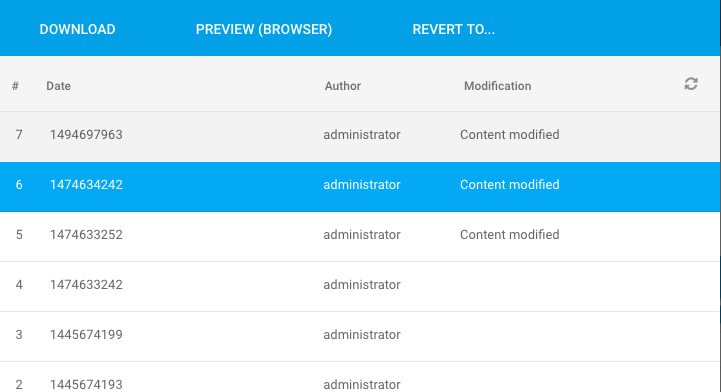 DOWNLOAD PREVIEW (BROWSER) REVERT TO...
# Date Author Modification
7 1494697963 administrator Content modified
6 1474634242 administrator Content modified
5 1474633252 administrator Content modified
4 1474633242 administrator
3 1445674199 administrator
2 1445674193 administrator